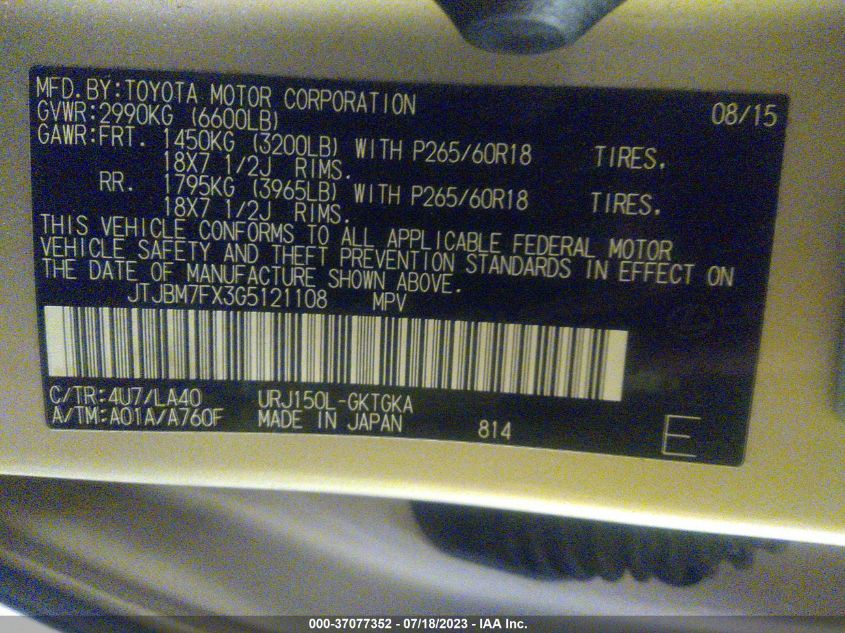 MFD.BY:TOYOTA MOTOR CORPORATION 08/15
GVWR:2990KG (6600LB)
GAWR:FRT. 1450KG (3200LB) WITH P265/60R18 TIRES.
18X7 1/2J RIMS.
RR. 1795KG (3965LB) WITH P265/60R18 TIRES.
18X7 1/2J RIMS.
THIS VEHICLE CONFORMS TO ALL APPLICABLE FEDERAL MOTOR
VEHICLE SAFETY AND THEFT PREVENTION STANDARDS IN EFFECT ON
THE DATE OF MANUFACTURE SHOWN ABOVE.
JTJBM7FX3G5121108 MPV
C/TR:4U7/LA40 URJ150L-GKTGKA
A/TM:A01A/A760F MADE IN JAPAN 814 E
000-37077352 - 07/18/2023 - IAA Inc.